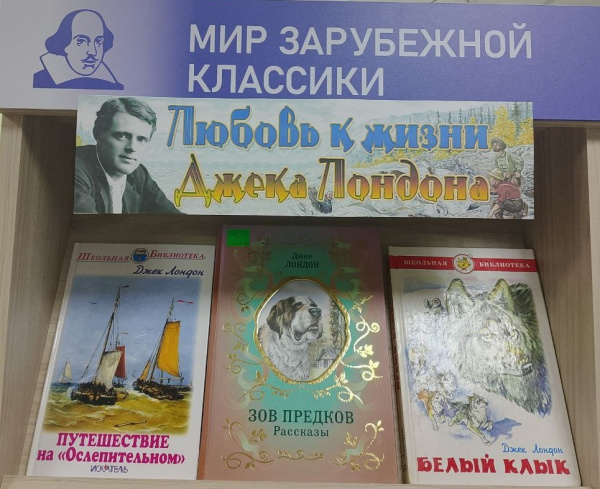 МИР ЗАРУБЕЖНОЙ
КЛАССИКИ
Любовь к жизни
Джека Лондона
Школьная Библиотека
Джек Лондон
ПУТЕШЕСТВИЕ
на «Ослепительном»
ИСКАТЕЛЬ
Джек
ЛОНДОН
ЗОВ ПРЕДКОВ
Рассказы
ШКОЛЬНАЯ БИБЛИОТЕКА
Джек Лондон
БЕЛЫЙ КЛЫК